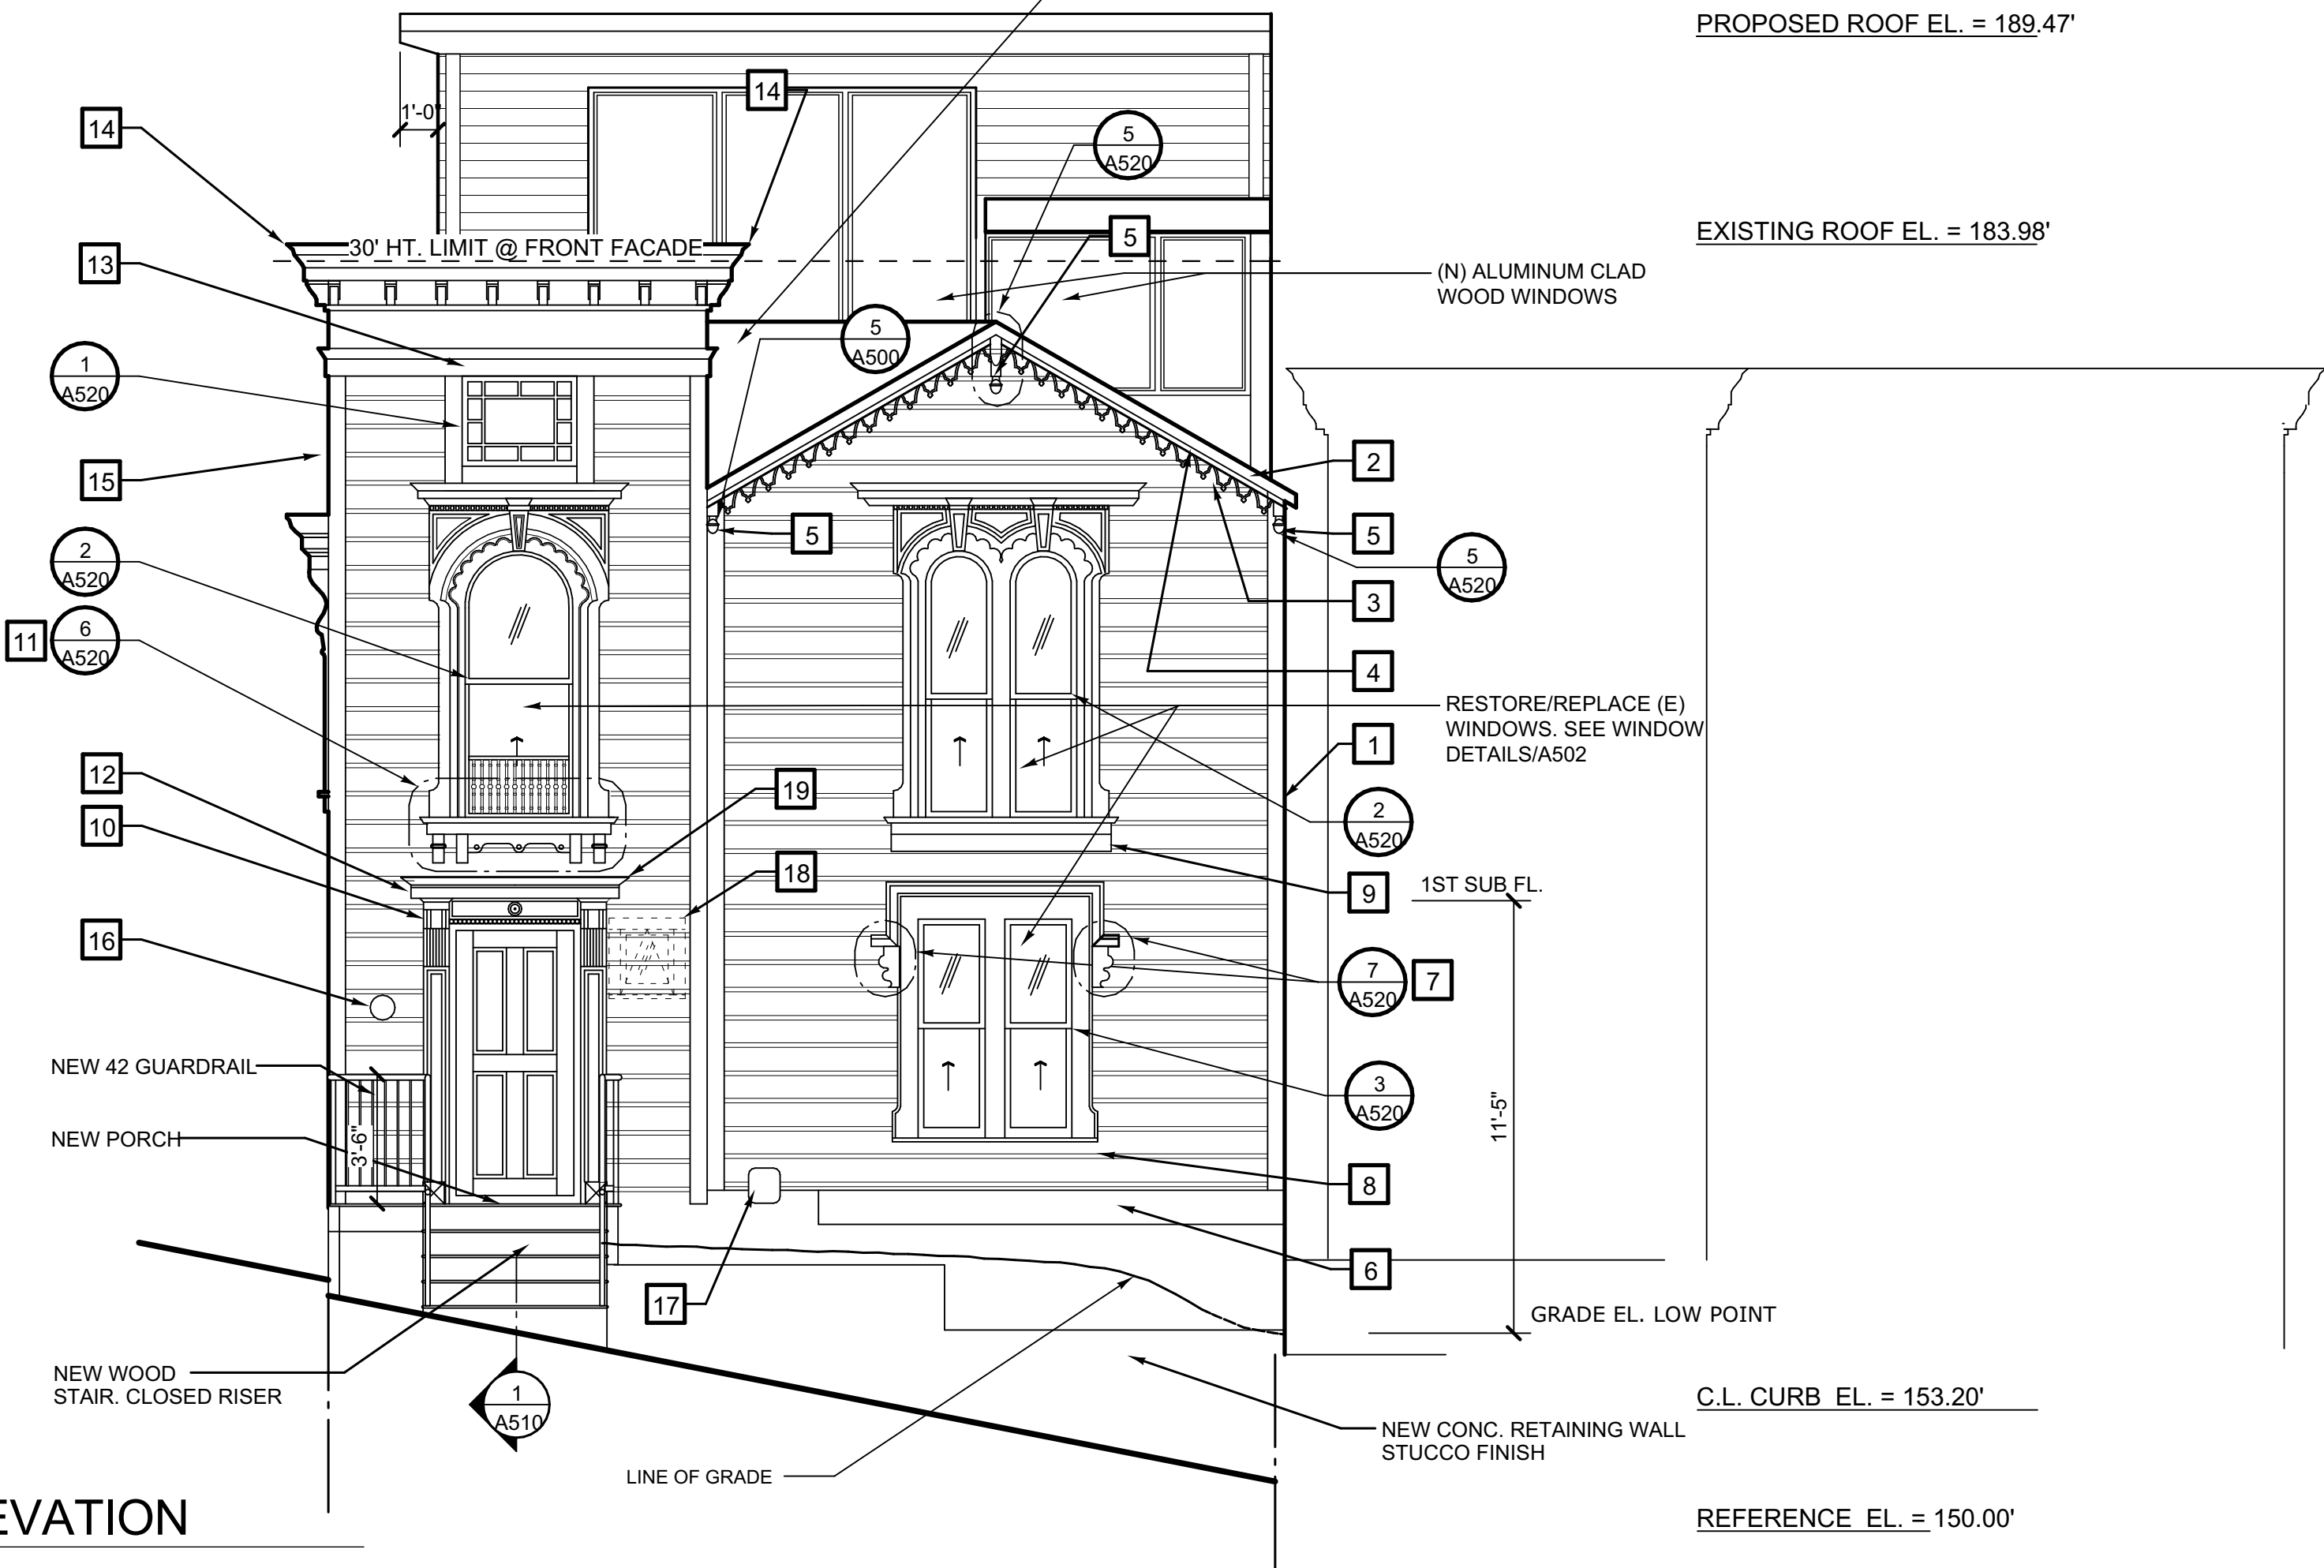 PROPOSED ROOF EL. = 189.47'
14
14
1'-0"
5
A520
5
EXISTING ROOF EL. = 183.98'
30' HT. LIMIT @ FRONT FACADE
13
(N) ALUMINUM CLAD
WOOD WINDOWS
5
A500
1
A520
15
2
5
5
5
A520
2
A520
3
11
6
A520
4
RESTORE/REPLACE (E)
WINDOWS. SEE WINDOW
DETAILS/A502
1
12
19
2
A520
10
18
9
1ST SUB FL.
16
7
A520
7
NEW 42 GUARDRAIL
3
A520
11'-5"
NEW PORCH
3'-6"
8
6
17
GRADE EL. LOW POINT
NEW WOOD
STAIR. CLOSED RISER
1
A510
C.L. CURB EL. = 153.20'
NEW CONC. RETAINING WALL
STUCCO FINISH
LINE OF GRADE
EVATION
REFERENCE EL. = 150.00'